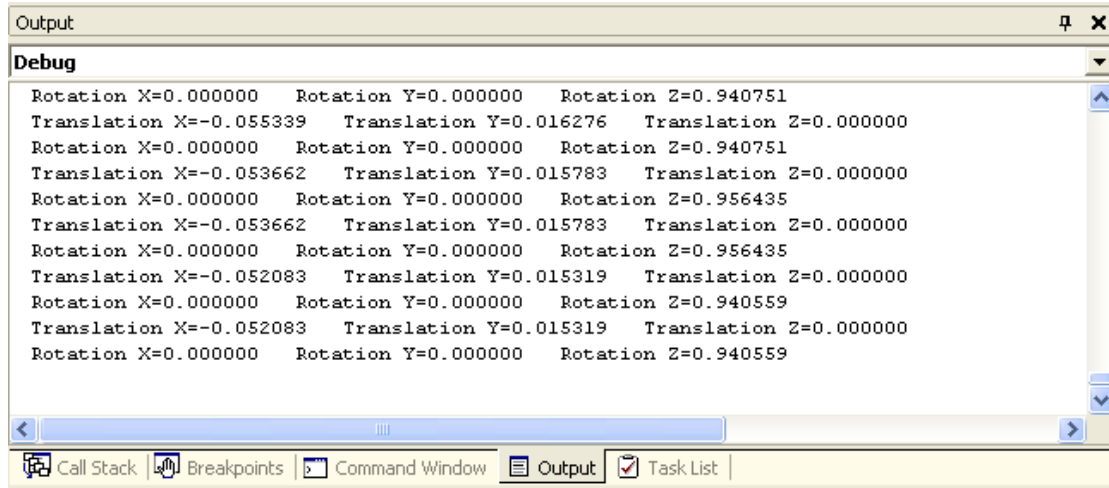 Output
Debug
Rotation X=0.000000 Rotation Y=0.000000 Rotation Z=0.940751
Translation X=-0.055339 Translation Y=0.016276 Translation Z=0.000000
Rotation X=0.000000 Rotation Y=0.000000 Rotation Z=0.940751
Translation X=-0.053662 Translation Y=0.015783 Translation Z=0.000000
Rotation X=0.000000 Rotation Y=0.000000 Rotation Z=0.956435
Translation X=-0.053662 Translation Y=0.015783 Translation Z=0.000000
Rotation X=0.000000 Rotation Y=0.000000 Rotation Z=0.956435
Translation X=-0.052083 Translation Y=0.015319 Translation Z=0.000000
Rotation X=0.000000 Rotation Y=0.000000 Rotation Z=0.940559
Translation X=-0.052083 Translation Y=0.015319 Translation Z=0.000000
Rotation X=0.000000 Rotation Y=0.000000 Rotation Z=0.940559
Call Stack Breakpoints Command Window Output Task List